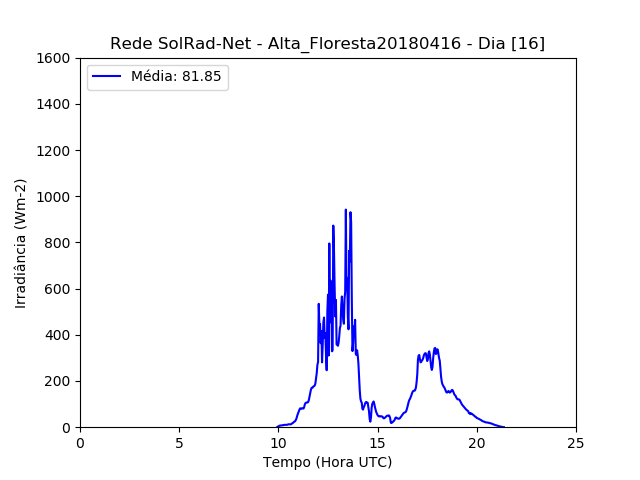 Rede SolRad-Net - Alta_Floresta20180416 - Dia [16]
Média: 81.85
Irradiância (Wm-2)
1600
1400
1200
1000
800
600
400
200
0
0 5 10 15 20 25
Tempo (Hora UTC)